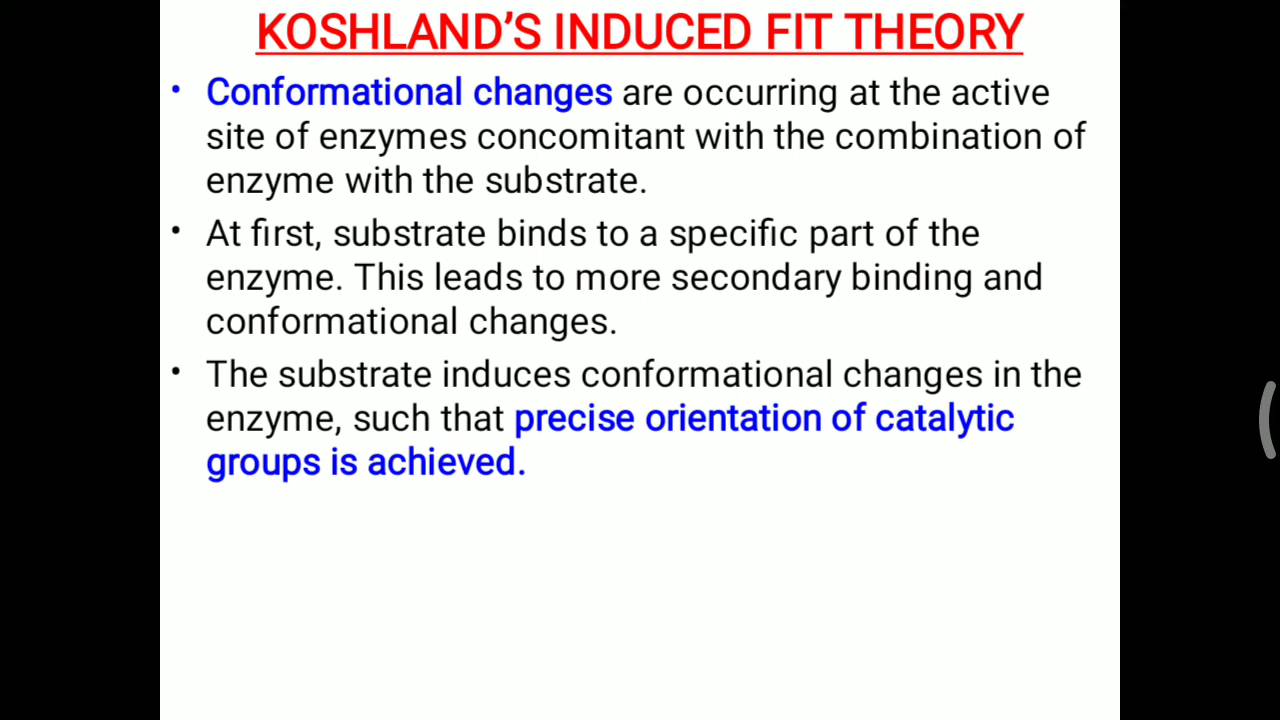 KOSHLAND’S INDUCED FIT THEORY
• Conformational changes are occurring at the active
site of enzymes concomitant with the combination of
enzyme with the substrate.
• At first, substrate binds to a specific part of the
enzyme. This leads to more secondary binding and
conformational changes.
• The substrate induces conformational changes in the
enzyme, such that precise orientation of catalytic
groups is achieved.